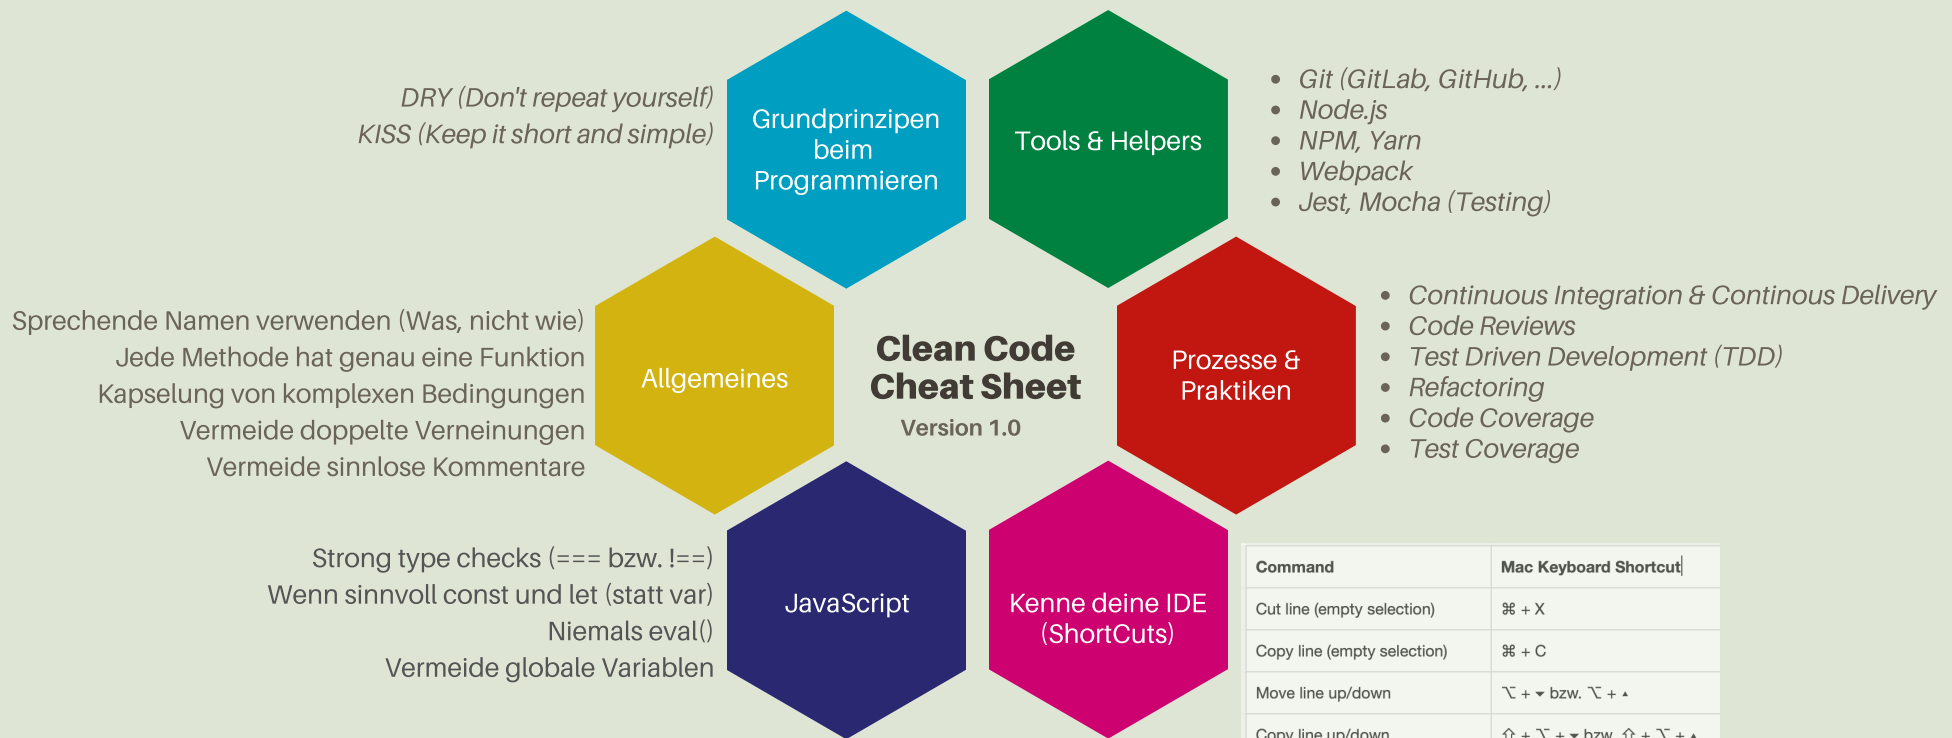 DRY (Don't repeat yourself)
KISS (Keep it short and simple)
Grundprinzipen
beim
Programmieren
Tools & Helpers
• Git (GitLab, GitHub, ...)
• Node.js
• NPM, Yarn
• Webpack
• Jest, Mocha (Testing)
Sprechende Namen verwenden (Was, nicht wie)
Jede Methode hat genau eine Funktion
Kapselung von komplexen Bedingungen
Vermeide doppelte Verneinungen
Vermeide sinnlose Kommentare
Allgemeines
Clean Code
Cheat Sheet
Version 1.0
Prozesse &
Praktiken
• Continuous Integration & Continous Delivery
• Code Reviews
• Test Driven Development (TDD)
• Refactoring
• Code Coverage
• Test Coverage
Strong type checks (=== bzw. !==)
Wenn sinnvoll const und let (statt var)
Niemals eval()
Vermeide globale Variablen
JavaScript
Kenne deine IDE
(ShortCuts)
Command Mac Keyboard Shortcut
Cut line (empty selection) ⌘ + X
Copy line (empty selection) ⌘ + C
Move line up/down ⌥ + ▾ bzw. ⌥ + ▴
Copy line up/down ⇧ + ⌥ + ▾ bzw. ⇧ + ⌥ + ▴